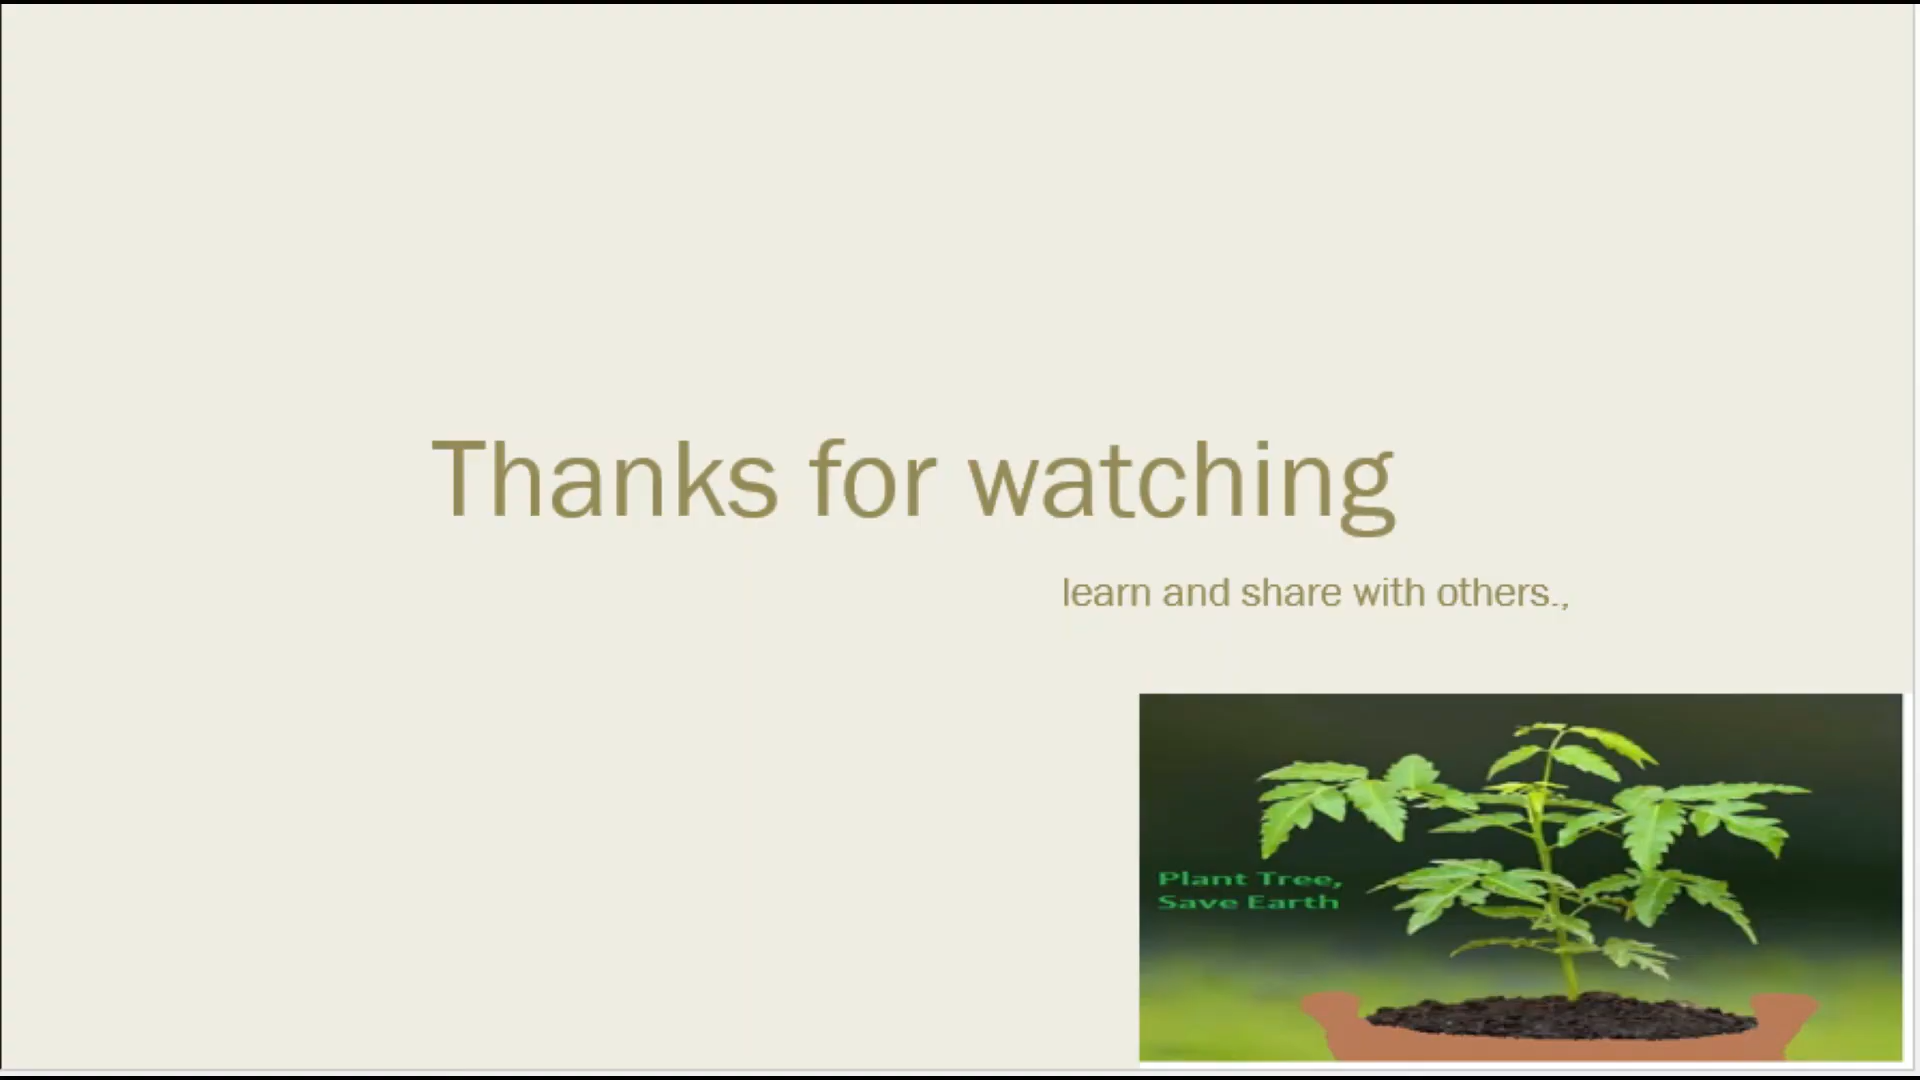 Thanks for watching
learn and share with others.,
Plant Tree,
Save Earth